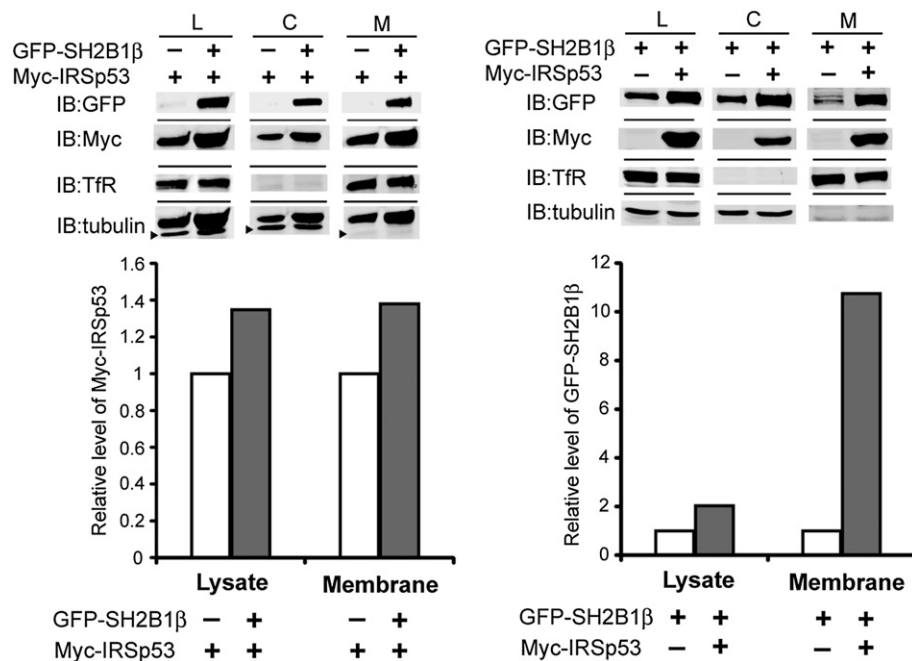 L C M
GFP-SH2B1β − + − + − +
Myc-IRSp53 + + + + + +
IB:GFP
IB:Myc
IB:TfR
IB:tubulin
1.6
1.4
1.2
1
0.8
0.6
0.4
0.2
0
Relative level of Myc-IRSp53
Lysate Membrane
GFP-SH2B1β − + − +
Myc-IRSp53 + + + +
L C M
GFP-SH2B1β + + + + + +
Myc-IRSp53 − + − + − +
IB:GFP
IB:Myc
IB:TfR
IB:tubulin
12
10
8
6
4
2
0
Relative level of GFP-SH2B1β
Lysate Membrane
GFP-SH2B1β + + + +
Myc-IRSp53 − + − +